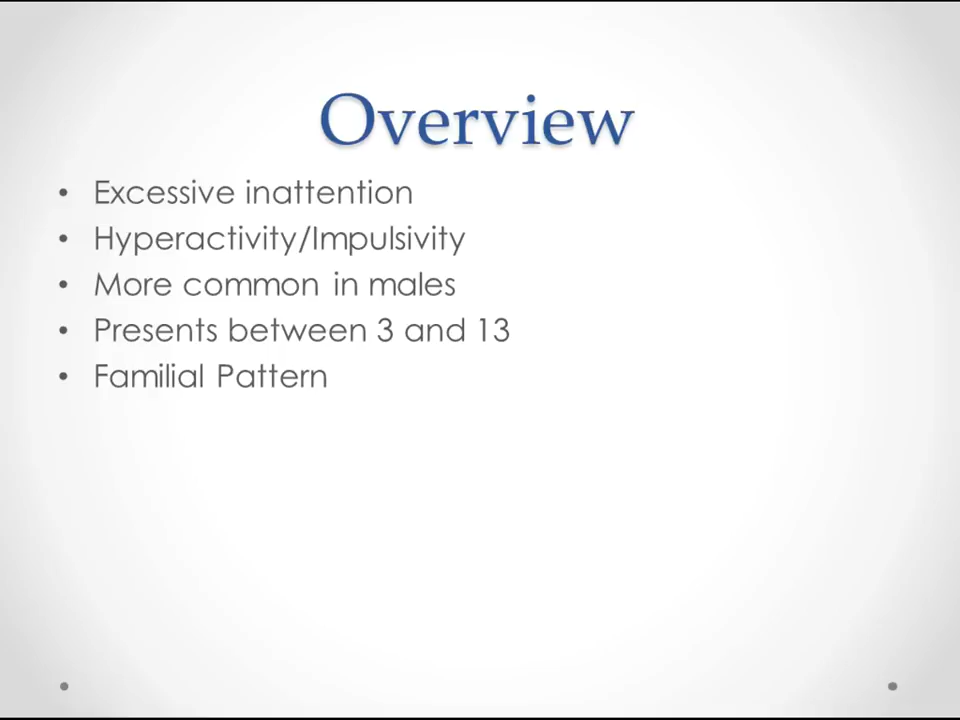 Overview
• Excessive inattention
• Hyperactivity/Impulsivity
• More common in males
• Presents between 3 and 13
• Familial Pattern